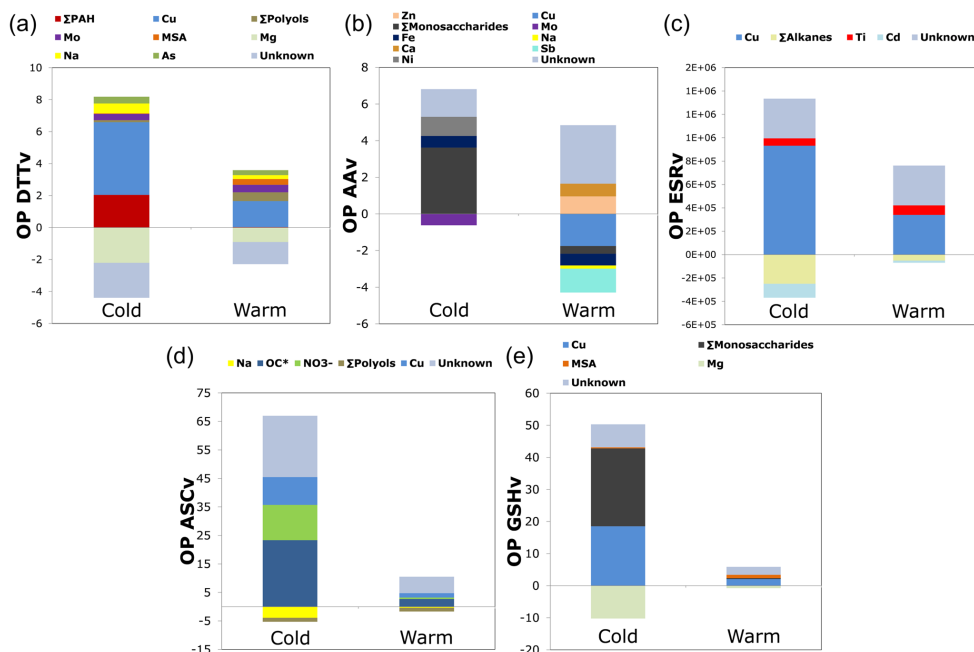 (a)
ΣPAH Cu ΣPolyols
Mo MSA Mg
Na As Unknown
OP DTTv
10
8
6
4
2
0
-2
-4
-6
Cold Warm
(b)
Zn Cu
ΣMonosaccharides Mo
Fe Na
Ca Sb
Ni Unknown
OP AAv
8
6
4
2
0
-2
-4
-6
Cold Warm
(c)
Cu ΣAlkanes Ti Cd Unknown
OP ESRv
2E+06
1E+06
1E+06
8E+05
6E+05
4E+05
2E+05
0E+00
-2E+05
-4E+05
-6E+05
Cold Warm
(d)
Na OC* NO3- ΣPolyols Cu Unknown
OP ASCv
75
65
55
45
35
25
15
5
-5
-15
Cold Warm
(e)
Cu ΣMonosaccharides
MSA Mg
Unknown
OP GSHv
60
50
40
30
20
10
0
-10
-20
Cold Warm